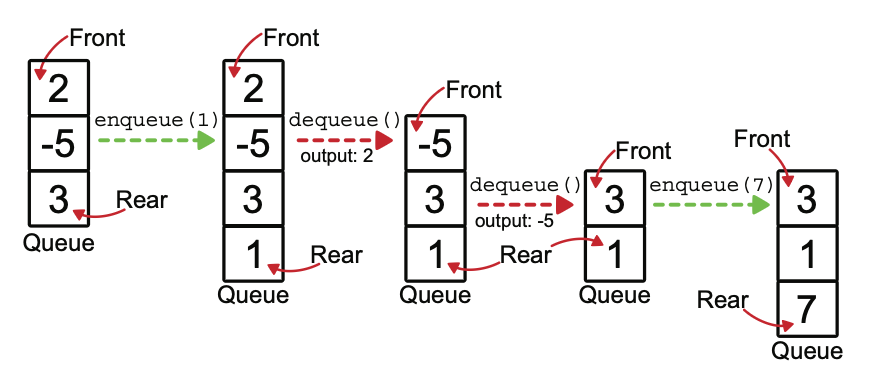 Front
2
-5
3
Rear
Queue
enqueue(1)
Front
2
-5
3
1
Rear
Queue
dequeue()
output: 2
Front
-5
3
1
Rear
Queue
dequeue()
output: -5
Front
3
1
Queue
enqueue(7)
Front
3
1
7
Rear
Queue